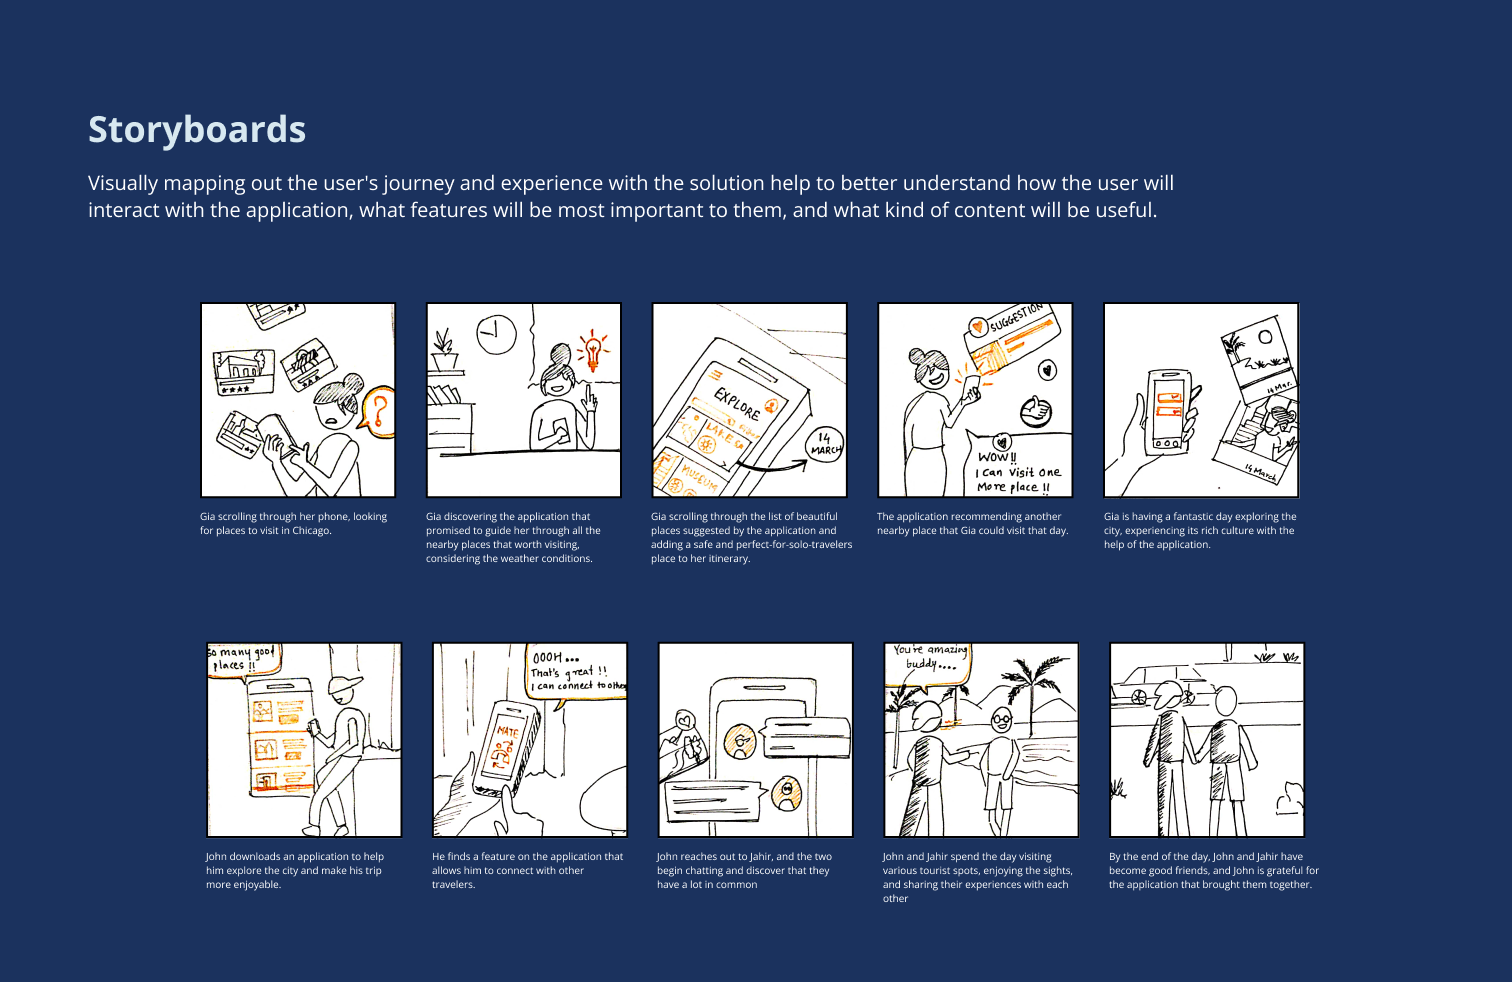 Storyboards
Visually mapping out the user's journey and experience with the solution help to better understand how the user will
interact with the application, what features will be most important to them, and what kind of content will be useful.
SUGGESTION
EXPLORE
LAKE
MUSEUM
14
MARCH
WOW!!
I can visit one
More place !!
14 Mar.
14 March
Gia scrolling through her phone, looking
for places to visit in Chicago.
Gia discovering the application that
promised to guide her through all the
nearby places that worth visiting,
considering the weather conditions.
Gia scrolling through the list of beautiful
places suggested by the application and
adding a safe and perfect-for-solo-travelers
place to her itinerary.
The application recommending another
nearby place that Gia could visit that day.
Gia is having a fantastic day exploring the
city, experiencing its rich culture with the
help of the application.
so many good
places !!
OOOH...
That's great !!
I can connect to other
MATE
You're amazing
buddy....
John downloads an application to help
him explore the city and make his trip
more enjoyable.
He finds a feature on the application that
allows him to connect with other
travelers.
John reaches out to Jahir, and the two
begin chatting and discover that they
have a lot in common
John and Jahir spend the day visiting
various tourist spots, enjoying the sights,
and sharing their experiences with each
other
By the end of the day, John and Jahir have
become good friends, and John is grateful for
the application that brought them together.